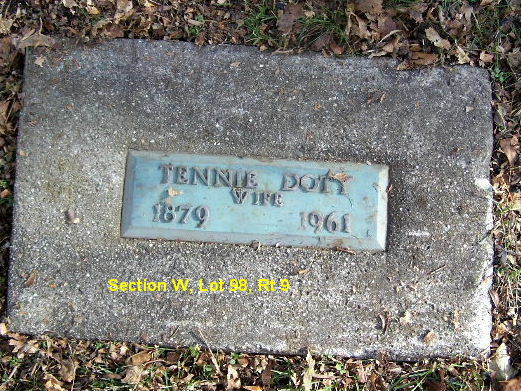 TENNIE DOTY
WIFE
1879 1961
Section W, Lot 98, Rt 9